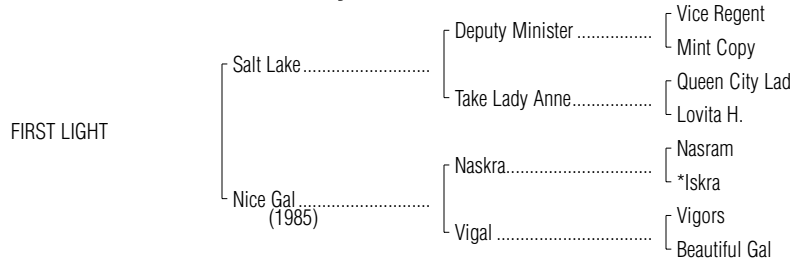 Vice Regent
Deputy Minister ................
Mint Copy
Salt Lake...........................
Queen City Lad
Take Lady Anne.................
Lovita H.
FIRST LIGHT
Nasram
Naskra...............................
*Iskra
Nice Gal ............................
(1985)
Vigors
Vigal .................................
Beautiful Gal